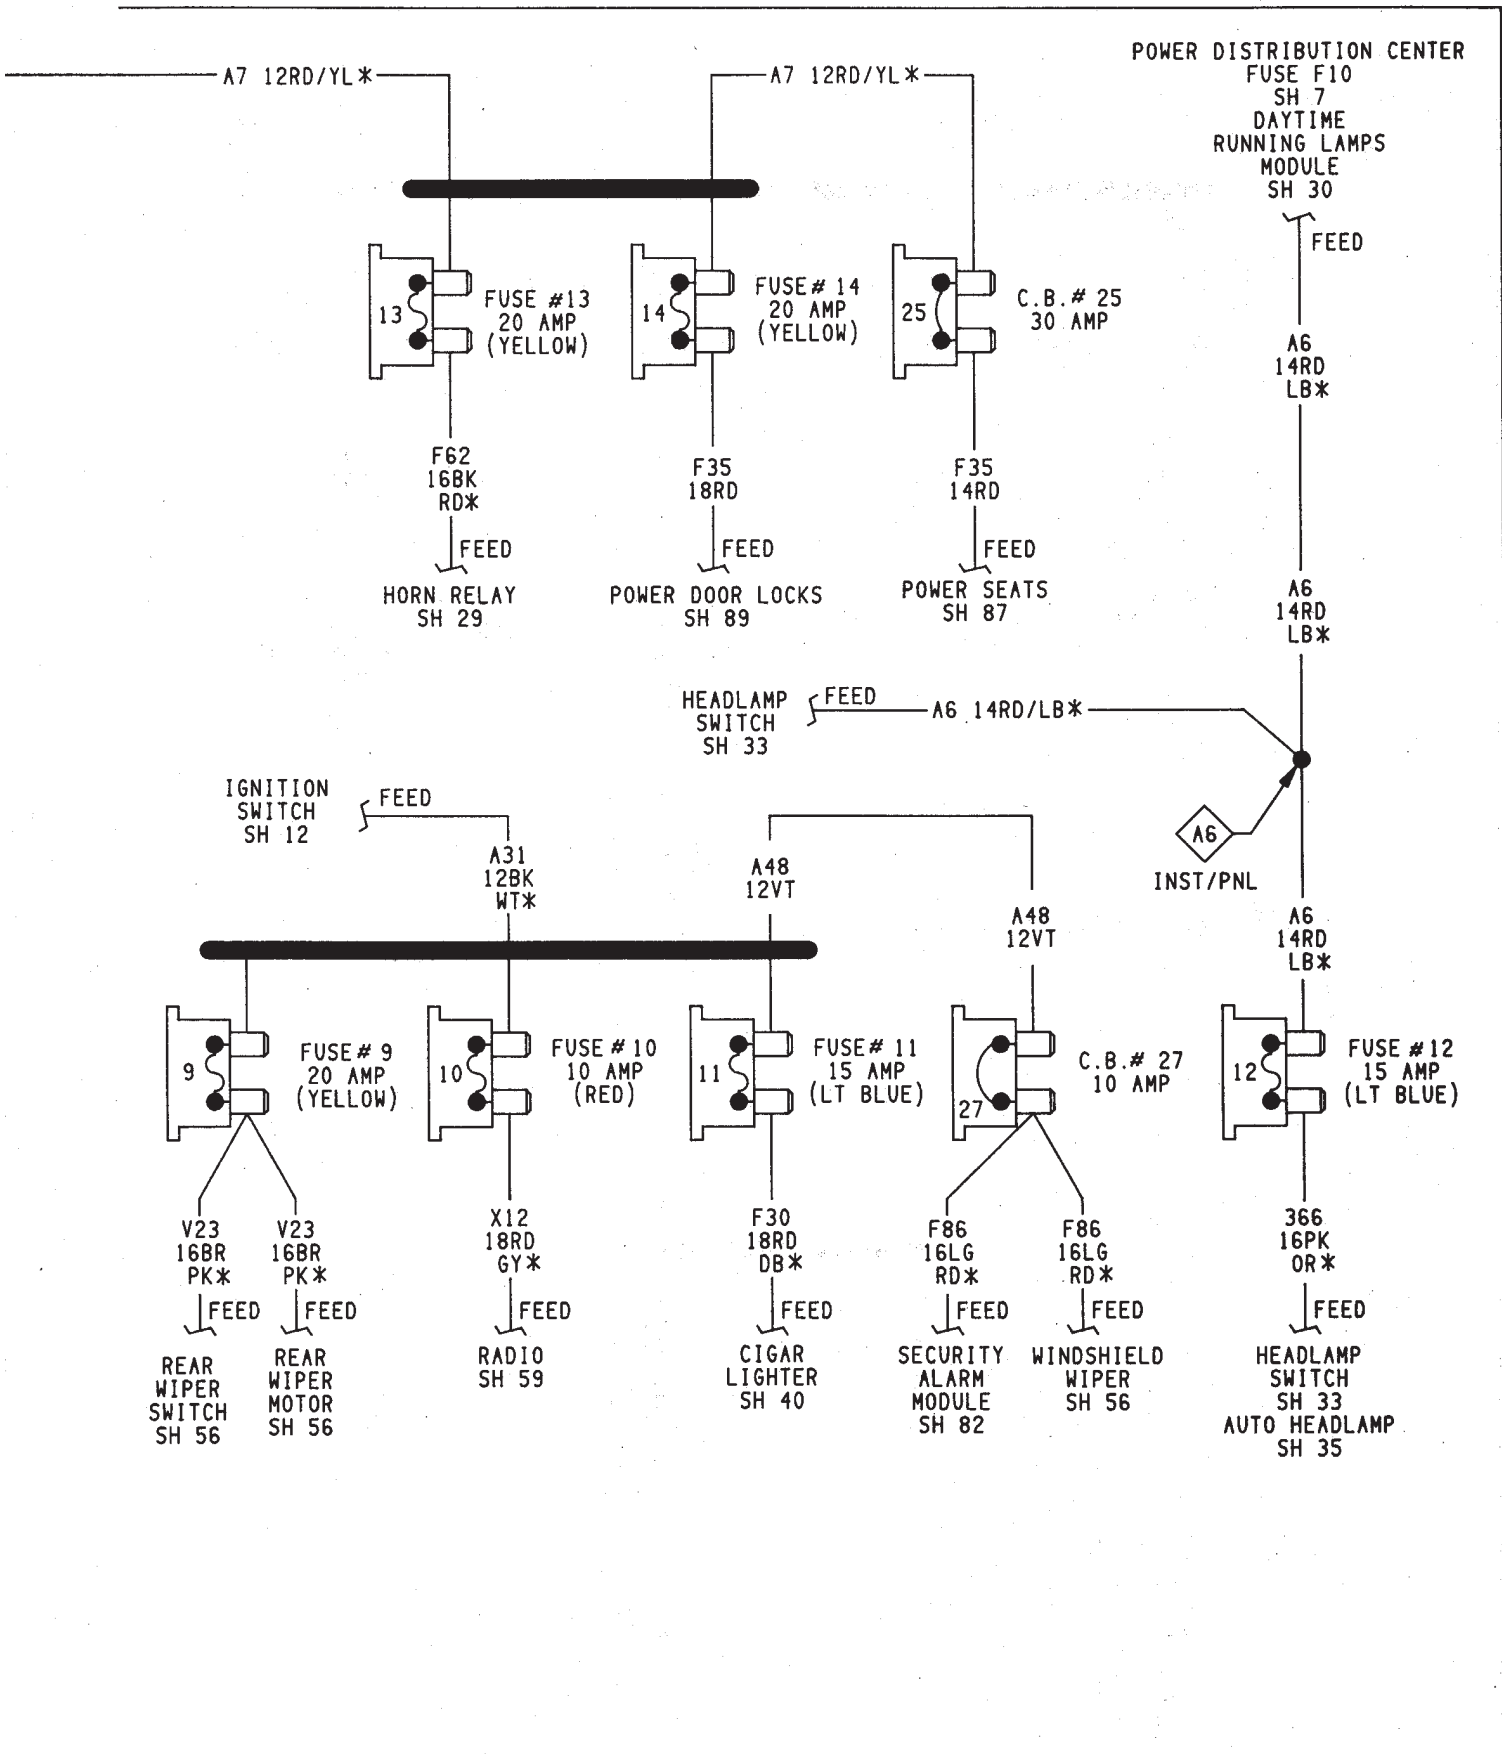 POWER DISTRIBUTION CENTER
FUSE F10
SH 7
DAYTIME
RUNNING LAMPS
MODULE
SH 30
FEED
A7 12RD/YL*
A7 12RD/YL*
13
FUSE #13
20 AMP
(YELLOW)
14
FUSE # 14
20 AMP
(YELLOW)
25
C.B.# 25
30 AMP
A6
14RD
LB*
F62
16BK
RD*
FEED
HORN RELAY
SH 29
F35
18RD
FEED
POWER DOOR LOCKS
SH 89
F35
14RD
FEED
POWER SEATS
SH 87
A6
14RD
LB*
HEADLAMP
SWITCH
SH 33
FEED
A6 14RD/LB*
IGNITION
SWITCH
SH 12
FEED
A31
12BK
WT*
A48
12VT
A48
12VT
A6
INST/PNL
A6
14RD
LB*
9
FUSE # 9
20 AMP
(YELLOW)
10
FUSE # 10
10 AMP
(RED)
11
FUSE # 11
15 AMP
(LT BLUE)
27
C.B.# 27
10 AMP
12
FUSE #12
15 AMP
(LT BLUE)
V23
16BR
PK*
FEED
REAR
WIPER
SWITCH
SH 56
V23
16BR
PK*
FEED
REAR
WIPER
MOTOR
SH 56
X12
18RD
GY*
FEED
RADIO
SH 59
F30
18RD
DB*
FEED
CIGAR
LIGHTER
SH 40
F86
16LG
RD*
FEED
SECURITY
ALARM
MODULE
SH 82
F86
16LG
RD*
FEED
WINDSHIELD
WIPER
SH 56
366
16PK
OR*
FEED
HEADLAMP
SWITCH
SH 33
AUTO HEADLAMP
SH 35